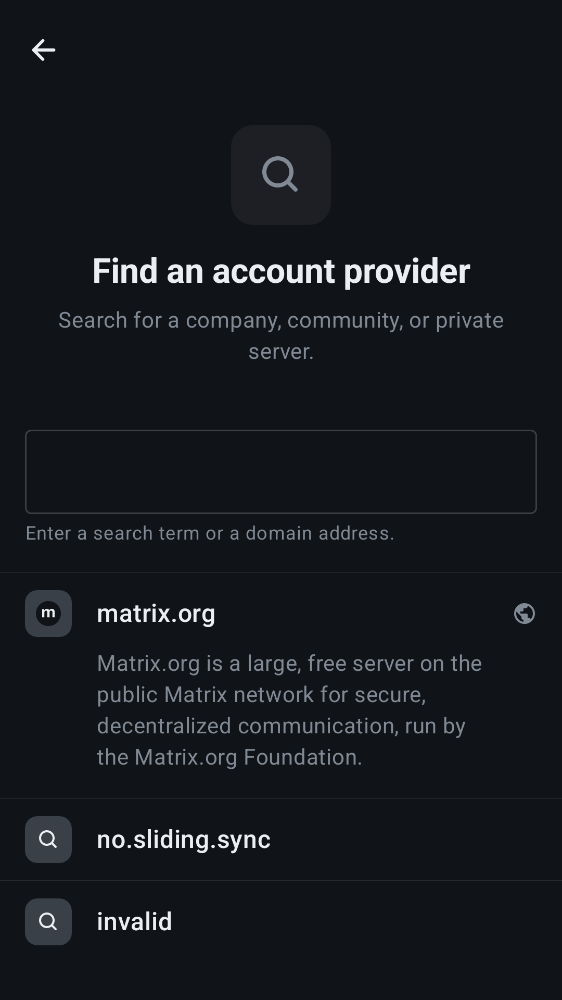 Find an account provider
Search for a company, community, or private
server.
Enter a search term or a domain address.
m
matrix.org
Matrix.org is a large, free server on the
public Matrix network for secure,
decentralized communication, run by
the Matrix.org Foundation.
no.sliding.sync
invalid